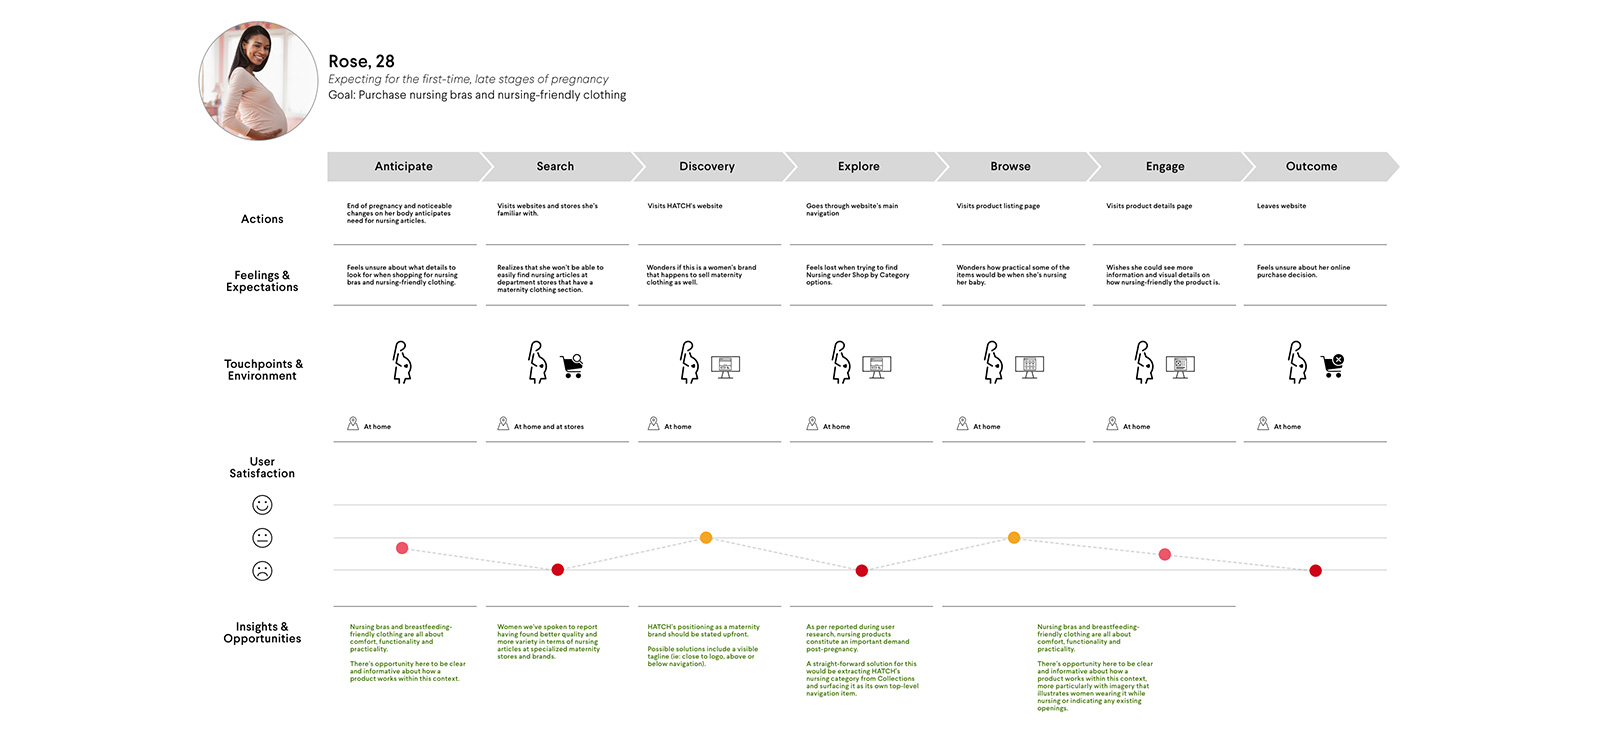 Rose, 28
Expecting for the first-time, late stages of pregnancy
Goal: Purchase nursing bras and nursing-friendly clothing
Anticipate
Search
Discovery
Explore
Browse
Engage
Outcome
Actions
End of pregnancy and noticeable
changes on her body anticipates
need for nursing articles.
Visits websites and stores she's
familiar with.
Visits HATCH's website
Goes through website's main
navigation
Visits product listing page
Visits product details page
Leaves website
Feelings &
Expectations
Feels unsure about what details to
look for when shopping for nursing
bras and nursing-friendly clothing.
Realizes that she won't be able to
easily find nursing articles at
department stores that have a
maternity clothing section.
Wonders if this is a women's brand
that happens to sell maternity
clothing as well.
Feels lost when trying to find
Nursing under Shop by Category
options.
Wonders how practical some of the
items would be when she's nursing
her baby.
Wishes she could see more
information and visual details on
how nursing-friendly the product is.
Feels unsure about her online
purchase decision.
Touchpoints &
Environment
At home
At home and at stores
At home
At home
At home
At home
At home
User
Satisfaction
Insights &
Opportunities
Nursing bras and breastfeeding-
friendly clothing are all about
comfort, functionality and
practicality.
There's opportunity here to be clear
and informative about how a
product works within this context.
Women we've spoken to report
having found better quality and
more variety in terms of nursing
articles at specialized maternity
stores and brands.
HATCH's positioning as a maternity
brand should be stated upfront.
Possible solutions include a visible
tagline (ie: close to logo, above or
below navigation).
As per reported during user
research, nursing products
constitute an important demand
post-pregnancy.
A straight-forward solution for this
would be extracting HATCH's
nursing category from Collections
and surfacing it as its own top-level
navigation item.
Nursing bras and breastfeeding-
friendly clothing are all about
comfort, functionality and
practicality.
There's opportunity here to be clear
and informative about how a
product works within this context,
more particularly with imagery that
illustrates women wearing it while
nursing or indicating any existing
openings.